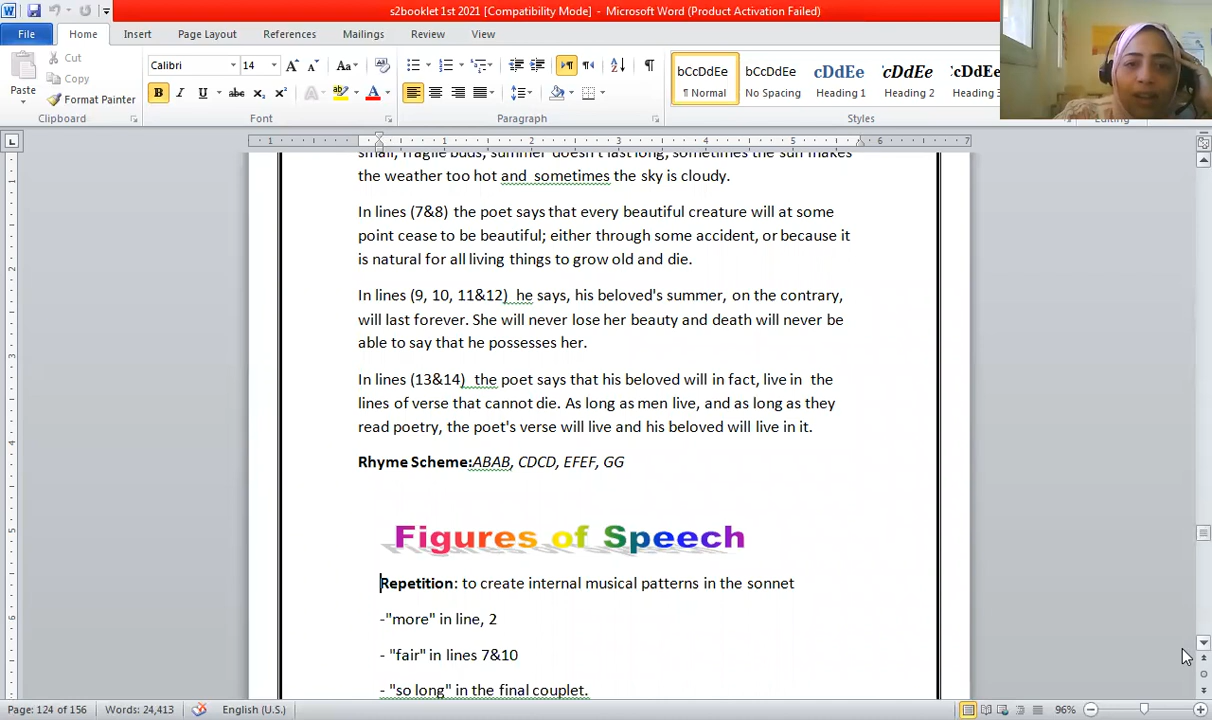 s2booklet 1st 2021 [Compatibility Mode] - Microsoft Word (Product Activation Failed)
File Home Insert Page Layout References Mailings Review View
Cut
Copy
Paste
Format Painter
Calibri 14
Normal
No Spacing
Heading 1
Heading 2
Heading 3
Clipboard Font Paragraph Styles Editing
small, fragile buds, summer doesn't last long, sometimes the sun makes
the weather too hot and sometimes the sky is cloudy.
In lines (7&8) the poet says that every beautiful creature will at some
point cease to be beautiful; either through some accident, or because it
is natural for all living things to grow old and die.
In lines (9, 10, 11&12) he says, his beloved's summer, on the contrary,
will last forever. She will never lose her beauty and death will never be
able to say that he possesses her.
In lines (13&14) the poet says that his beloved will in fact, live in the
lines of verse that cannot die. As long as men live, and as long as they
read poetry, the poet's verse will live and his beloved will live in it.
Rhyme Scheme:ABAB, CDCD, EFEF, GG
Figures of Speech
Repetition: to create internal musical patterns in the sonnet
-"more" in line, 2
- "fair" in lines 7&10
- "so long" in the final couplet.
Page: 124 of 156 Words: 24,413 English (U.S.) 96%